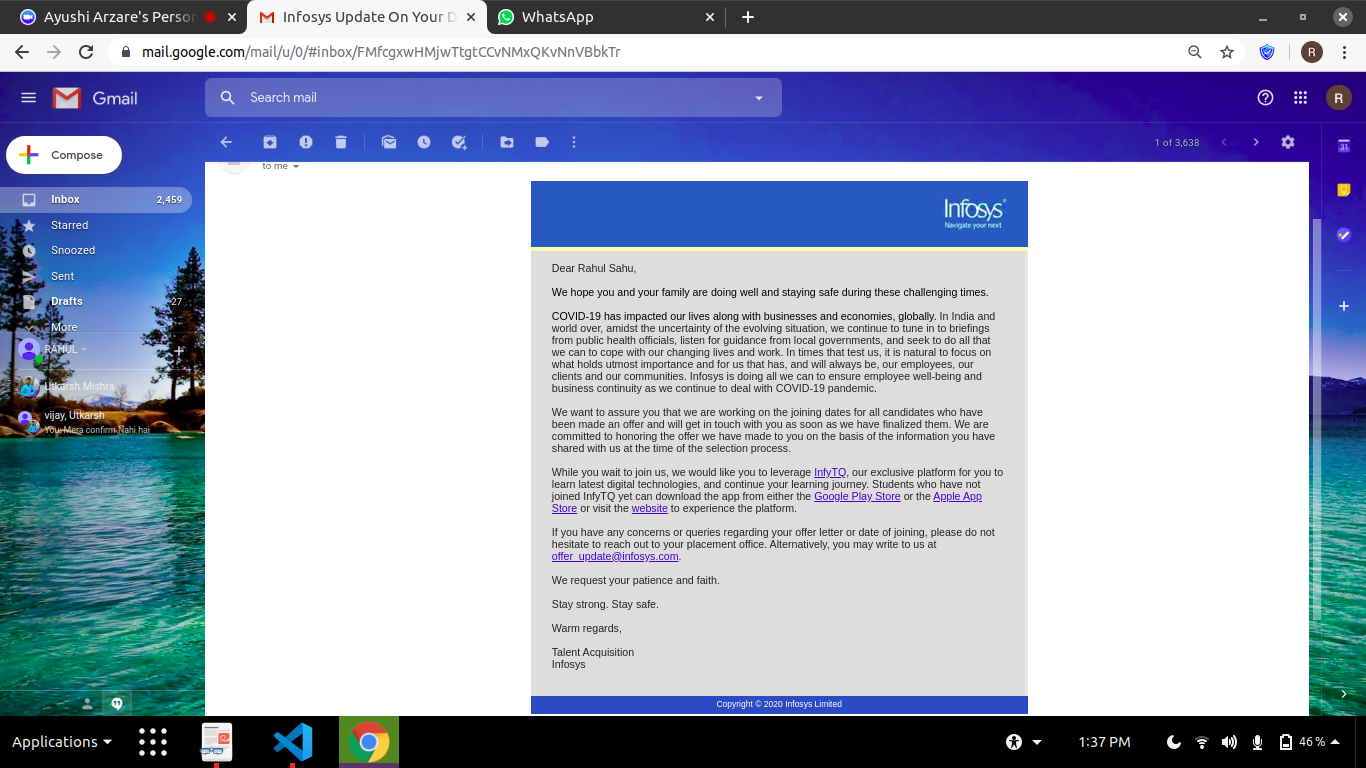 Ayushi Arzare's Person
Infosys Update On Your D
WhatsApp
mail.google.com/mail/u/0/#inbox/FMfcgxwHMjwTtgtCCvNMxQKvNnVBbkTr
R
Gmail
Search mail
R
Compose
1 of 3,638
31
to me
Inbox 2,459
Starred
Snoozed
Sent
Drafts 27
More
RAHUL
Utkarsh Mishra
vijay, Utkarsh
You: Mera confirm Nahi hai
Infosys
Navigate your next
Dear Rahul Sahu,
We hope you and your family are doing well and staying safe during these challenging times.
COVID-19 has impacted our lives along with businesses and economies, globally. In India and
world over, amidst the uncertainty of the evolving situation, we continue to tune in to briefings
from public health officials, listen for guidance from local governments, and seek to do all that
we can to cope with our changing lives and work. In times that test us, it is natural to focus on
what holds utmost importance and for us that has, and will always be, our employees, our
clients and our communities. Infosys is doing all we can to ensure employee well-being and
business continuity as we continue to deal with COVID-19 pandemic.
We want to assure you that we are working on the joining dates for all candidates who have
been made an offer and will get in touch with you as soon as we have finalized them. We are
committed to honoring the offer we have made to you on the basis of the information you have
shared with us at the time of the selection process.
While you wait to join us, we would like you to leverage InfyTQ, our exclusive platform for you to
learn latest digital technologies, and continue your learning journey. Students who have not
joined InfyTQ yet can download the app from either the Google Play Store or the Apple App
Store or visit the website to experience the platform.
If you have any concerns or queries regarding your offer letter or date of joining, please do not
hesitate to reach out to your placement office. Alternatively, you may write to us at
offer_update@infosys.com.
We request your patience and faith.
Stay strong. Stay safe.
Warm regards,
Talent Acquisition
Infosys
Copyright © 2020 Infosys Limited
Applications
1:37 PM
46 %